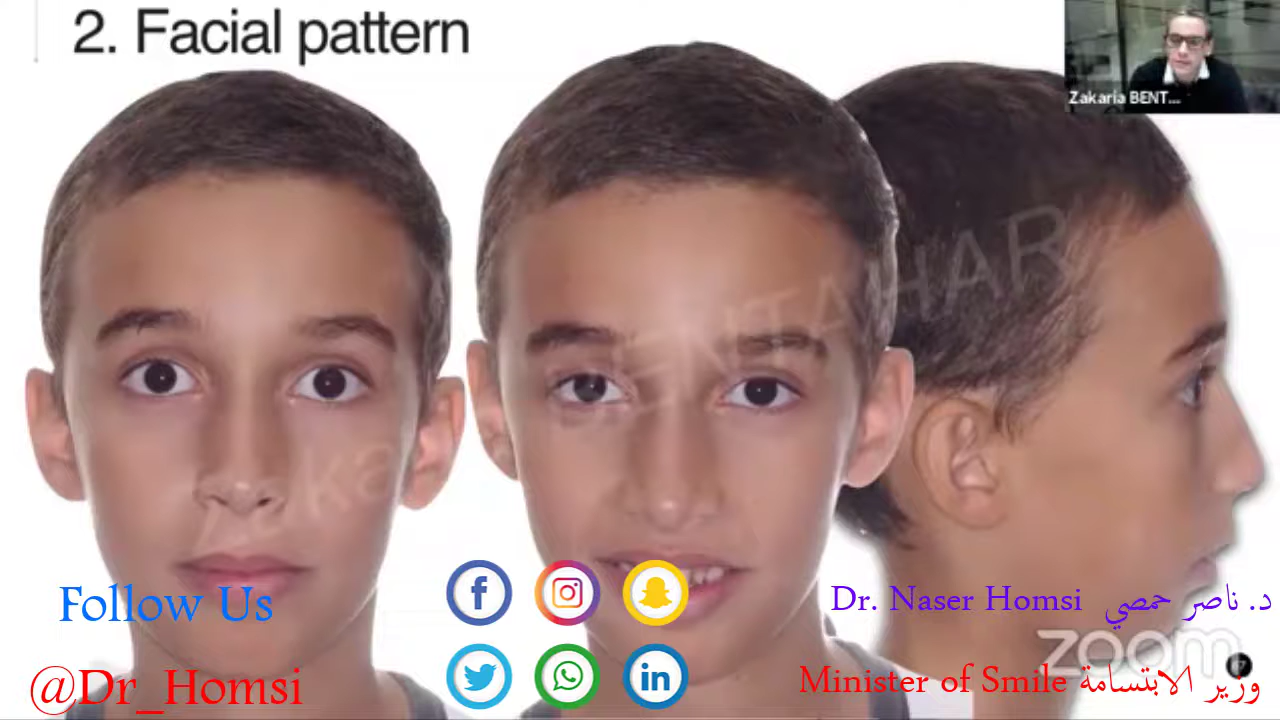 2. Facial pattern
Zakaria BENT...
BENTAHAR
Follow Us
Dr. Naser Homsi د. ناصر حمصي
zoom
@Dr_Homsi
Minister of Smile وزير الابتسامة